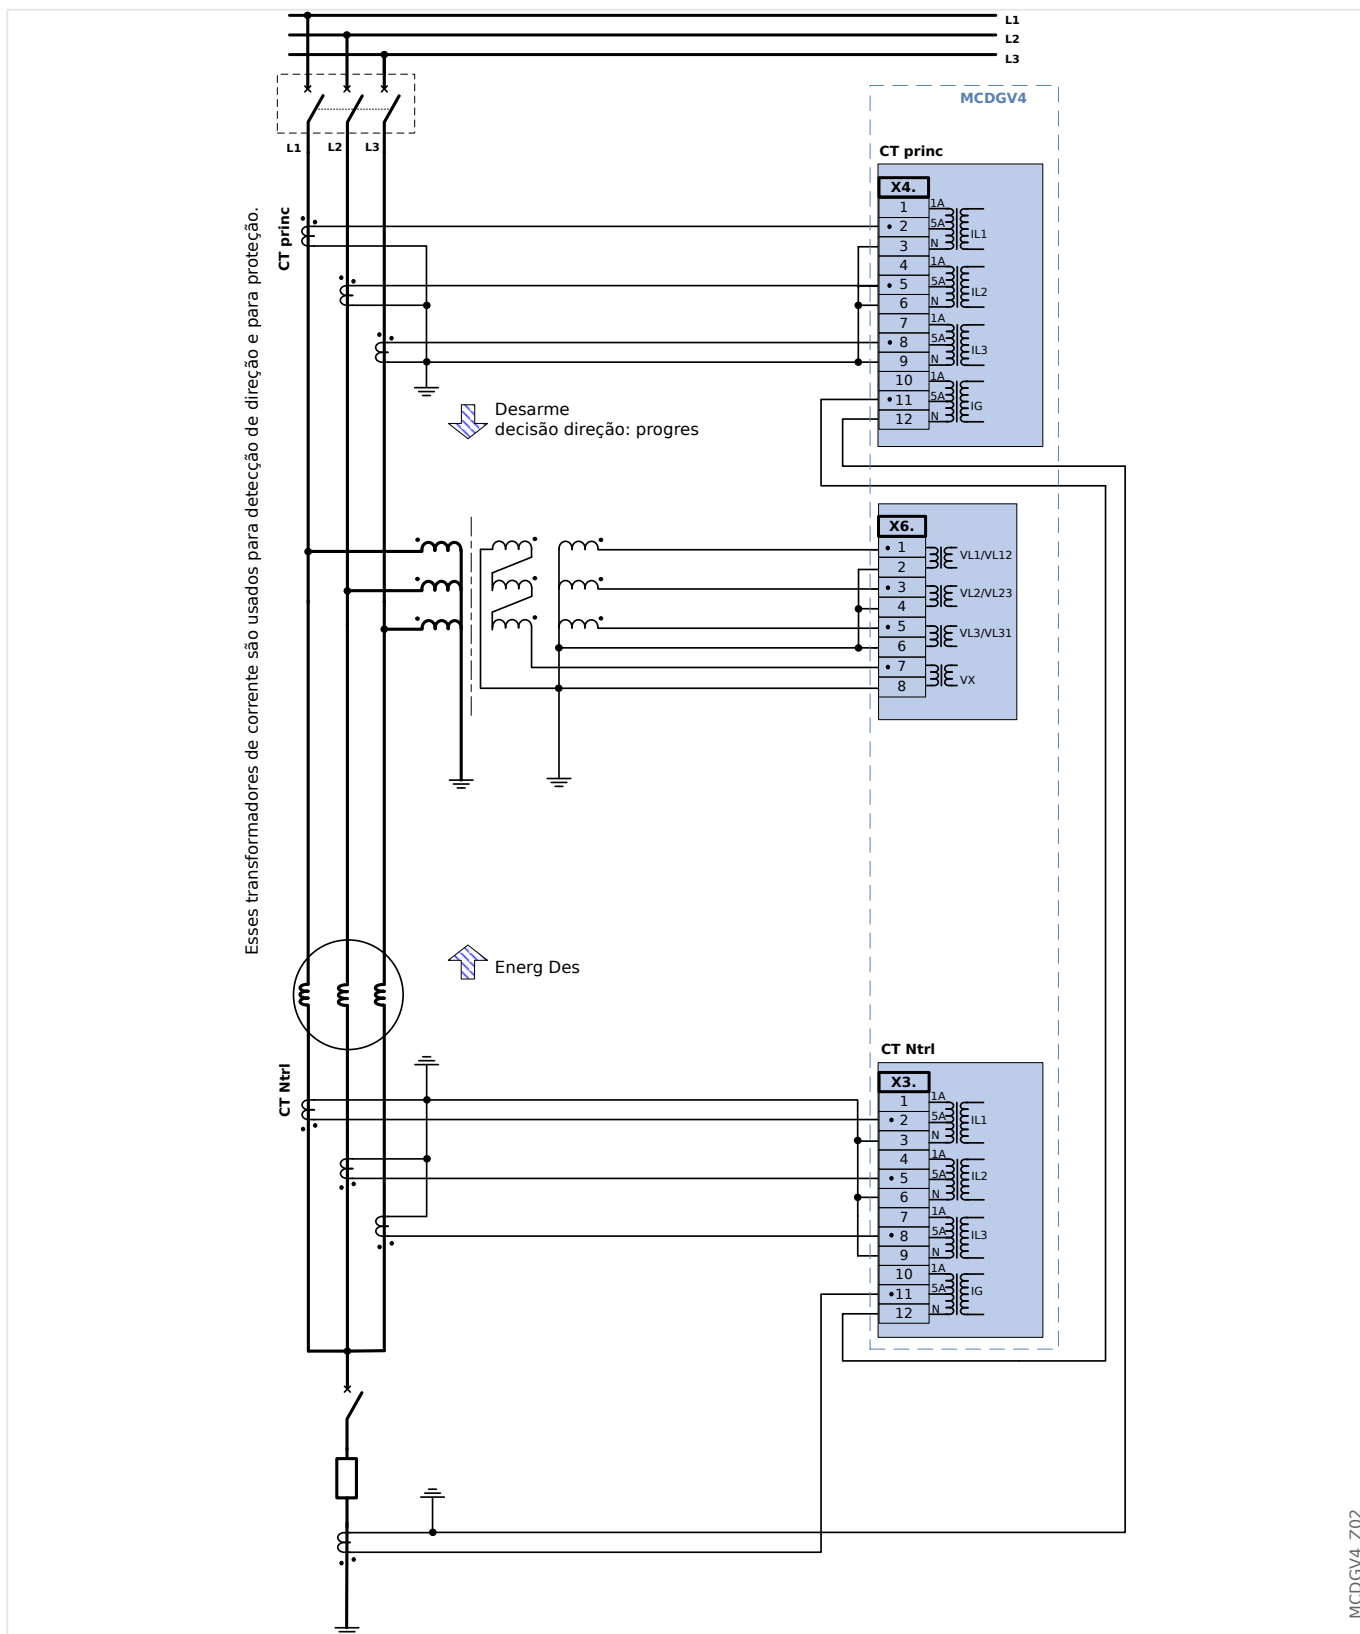 L1
L2
L3
MCDGV4
L1 L2 L3
CT princ
Esses transformadores de corrente são usados para detecção de direção e para proteção.
CT princ
X4.
1 1A
2 5A IL1
3 N
4 1A
5 5A IL2
6 N
7 1A
8 5A IL3
9 N
10 1A
11 5A IG
12 N
Desarme
decisão direção: progres
X6.
1 VL1/VL12
2
3 VL2/VL23
4
5 VL3/VL31
6
7 VX
8
Energ Des
CT Ntrl
CT Ntrl
X3.
1 1A
2 5A IL1
3 N
4 1A
5 5A IL2
6 N
7 1A
8 5A IL3
9 N
10 1A
11 5A IG
12 N
MCDGV4_Z02